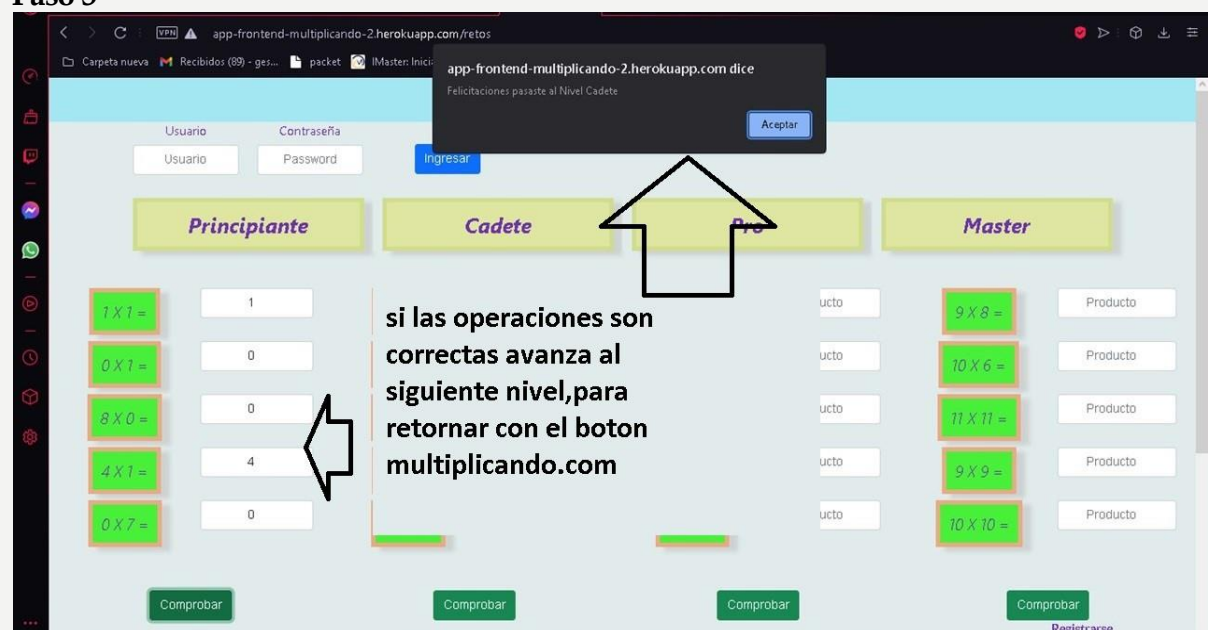 Paso 3
VPN app-frontend-multiplicando-2.herokuapp.com/retos
Carpeta nueva Recibidos (89) - ges... packet IMaster: Inici
app-frontend-multiplicando-2.herokuapp.com dice
Felicitaciones pasaste al Nivel Cadete
Aceptar
Usuario Contraseña
Usuario Password Ingresar
Principiante Cadete Pro Master
1 X 1 = 1
0 X 1 = 0
8 X 0 = 0
4 X 1 = 4
0 X 7 = 0
si las operaciones son
correctas avanza al
siguiente nivel,para
retornar con el boton
multiplicando.com
ucto
ucto
ucto
ucto
ucto
9 X 8 = Producto
10 X 6 = Producto
11 X 11 = Producto
9 X 9 = Producto
10 X 10 = Producto
Comprobar Comprobar Comprobar Comprobar
Registrarse